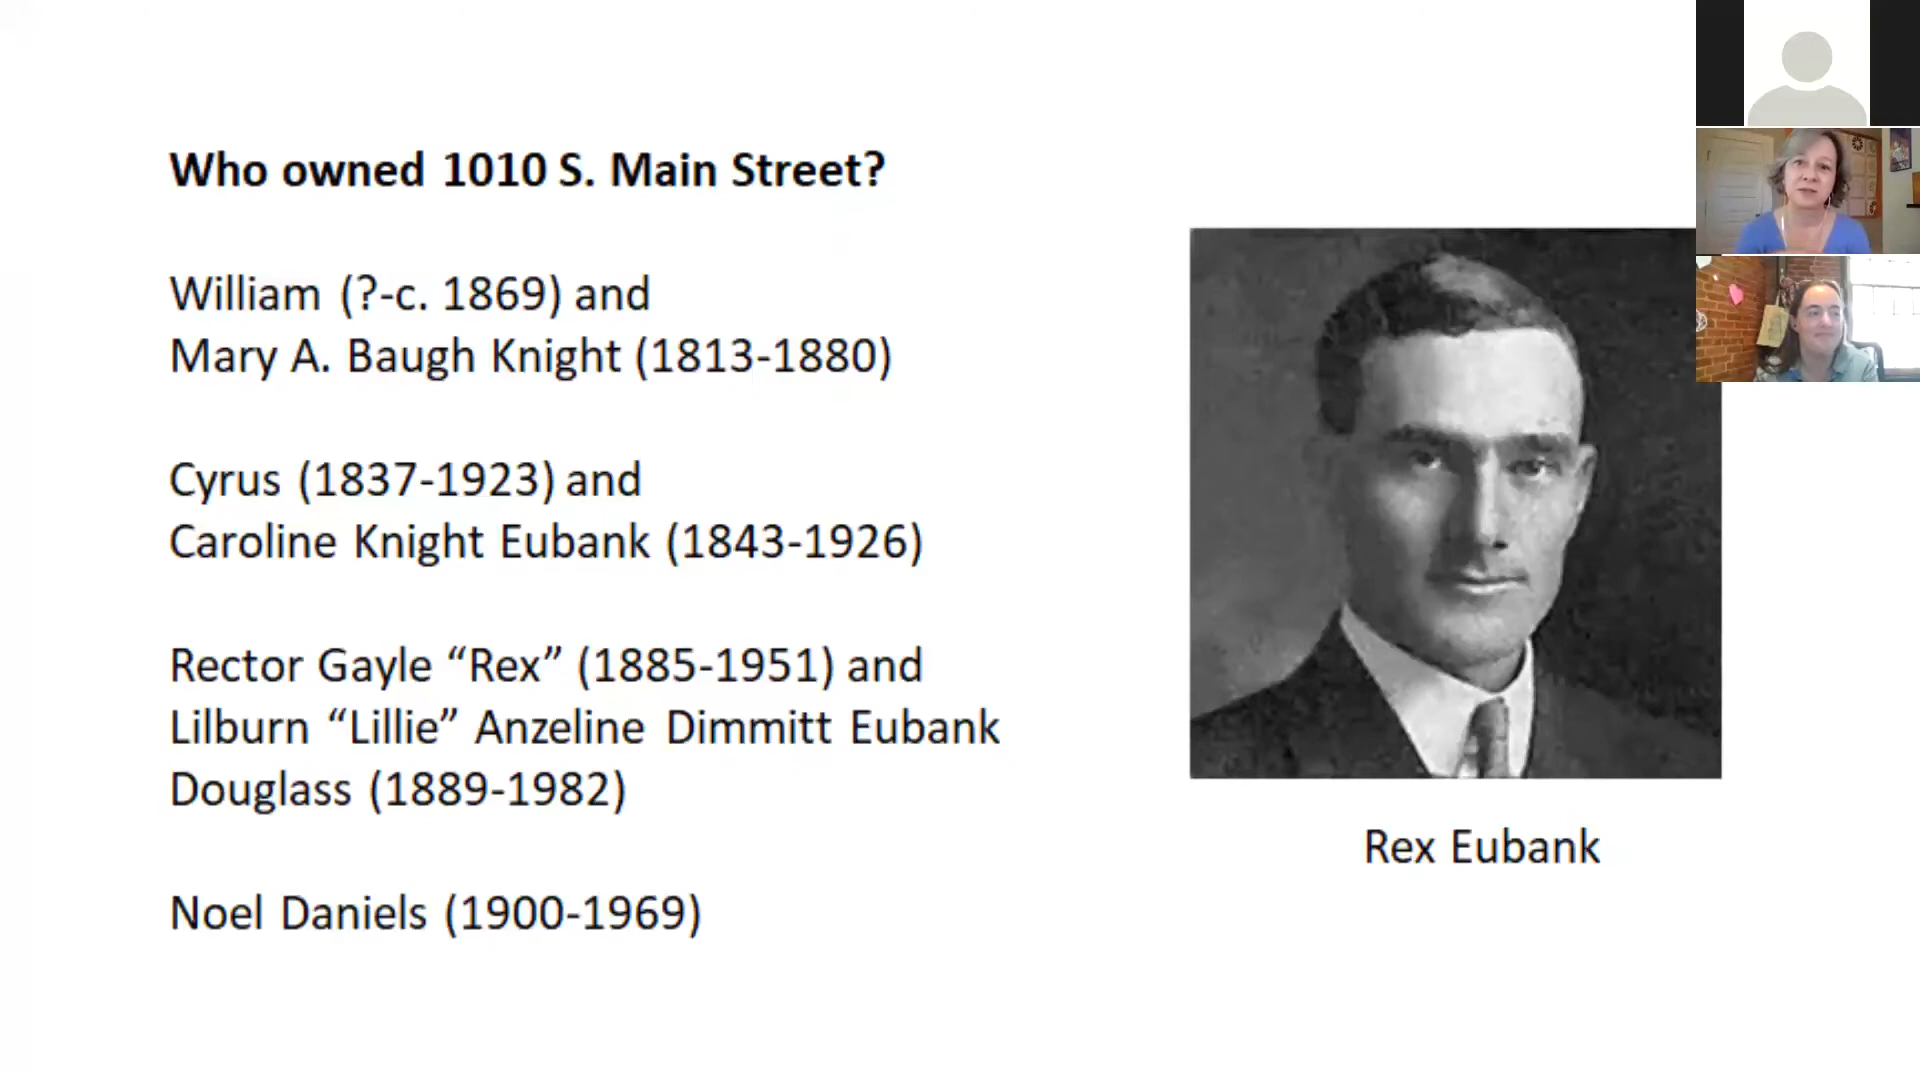 Who owned 1010 S. Main Street?
William (?-c. 1869) and
Mary A. Baugh Knight (1813-1880)
Cyrus (1837-1923) and
Caroline Knight Eubank (1843-1926)
Rector Gayle “Rex” (1885-1951) and
Lilburn “Lillie” Anzeline Dimmitt Eubank
Douglass (1889-1982)
Noel Daniels (1900-1969)
Rex Eubank